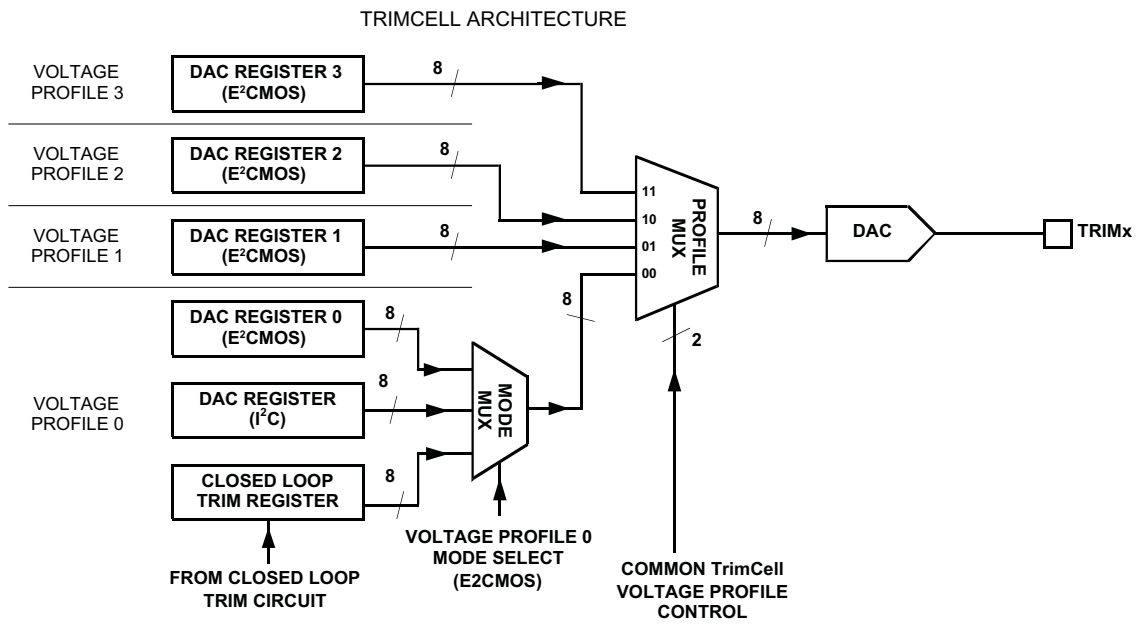 TRIMCELL ARCHITECTURE
VOLTAGE
PROFILE 3
DAC REGISTER 3
(E²CMOS)
8
VOLTAGE
PROFILE 2
DAC REGISTER 2
(E²CMOS)
8
VOLTAGE
PROFILE 1
DAC REGISTER 1
(E²CMOS)
8
11
10
01
00
PROFILE
MUX
2
8
DAC
TRIMx
VOLTAGE
PROFILE 0
DAC REGISTER 0
(E²CMOS)
8
DAC REGISTER
(I²C)
8
CLOSED LOOP
TRIM REGISTER
8
MODE
MUX
8
FROM CLOSED LOOP
TRIM CIRCUIT
VOLTAGE PROFILE 0
MODE SELECT
(E2CMOS)
COMMON TrimCell
VOLTAGE PROFILE
CONTROL